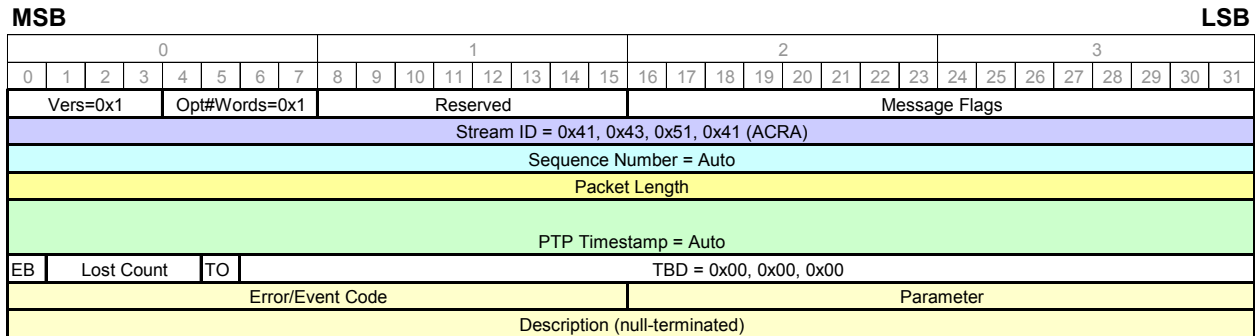 MSB LSB
0 1 2 3
0 1 2 3 4 5 6 7 8 9 10 11 12 13 14 15 16 17 18 19 20 21 22 23 24 25 26 27 28 29 30 31
Vers=0x1 Opt#Words=0x1 Reserved Message Flags
Stream ID = 0x41, 0x43, 0x51, 0x41 (ACRA)
Sequence Number = Auto
Packet Length
PTP Timestamp = Auto
EB Lost Count TO TBD = 0x00, 0x00, 0x00
Error/Event Code Parameter
Description (null-terminated)